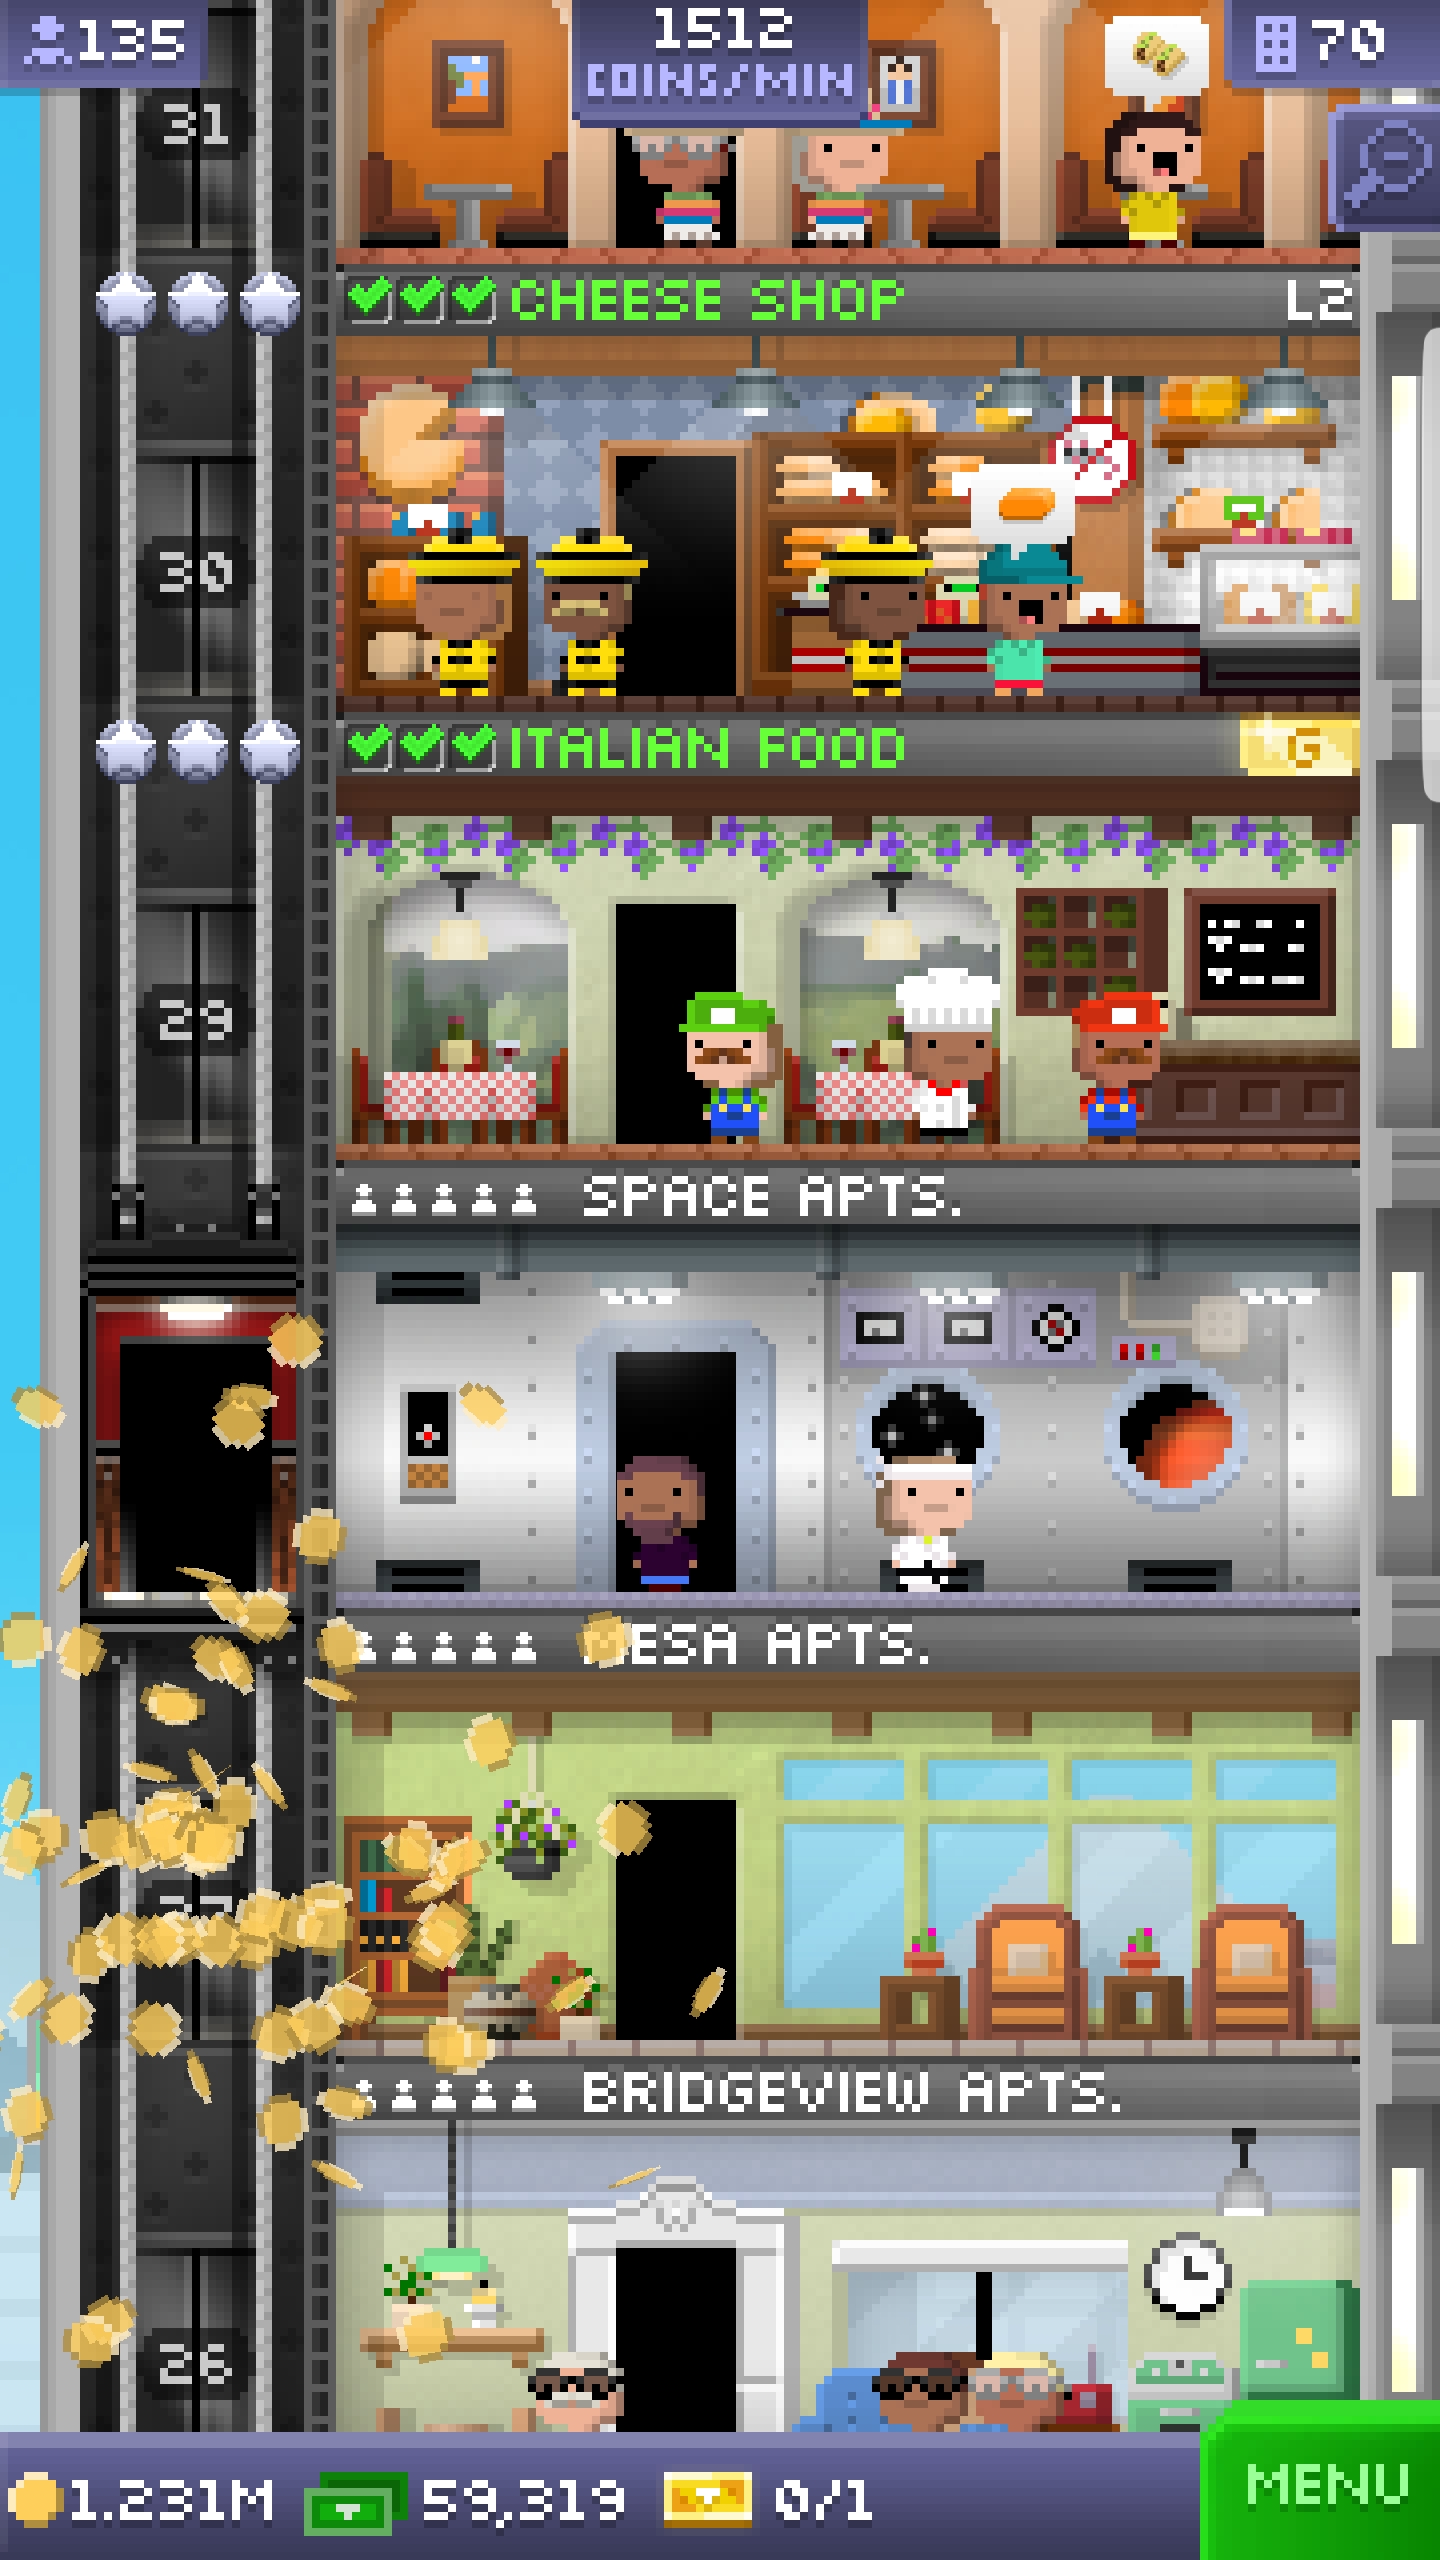 135
1512
COINS/MIN
70
31
CHEESE SHOP
L2
30
ITALIAN FOOD
G
29
SPACE APTS.
MESA APTS.
BRIDGEVIEW APTS.
26
1.231M
59,319
0/1
MENU